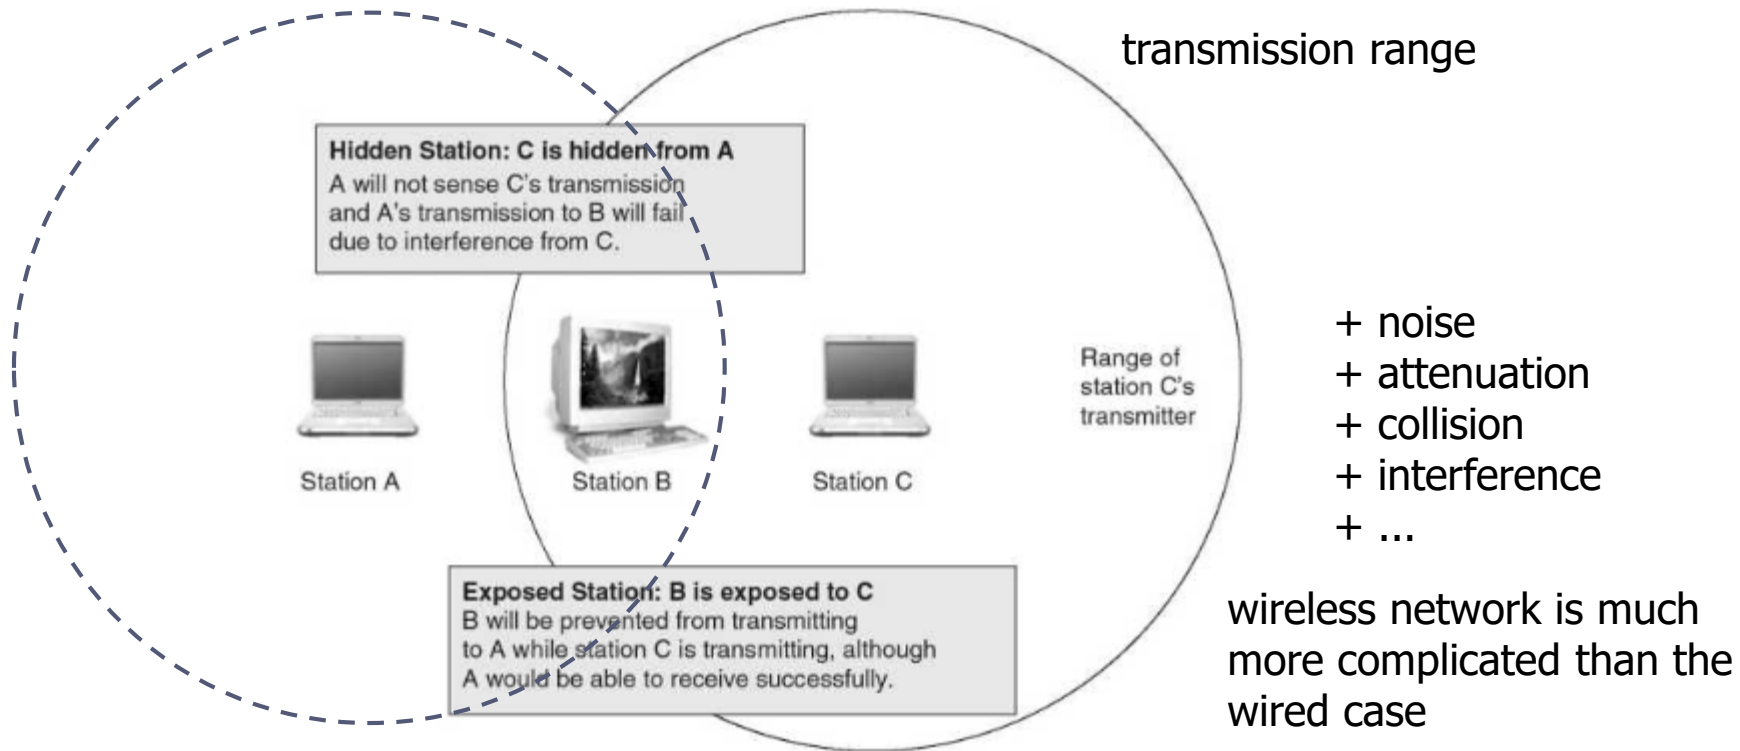 transmission range
Hidden Station: C is hidden from A
A will not sense C's transmission
and A's transmission to B will fail
due to interference from C.
Station A
Station B
Station C
Range of
station C's
transmitter
+ noise
+ attenuation
+ collision
+ interference
+ ...
Exposed Station: B is exposed to C
B will be prevented from transmitting
to A while station C is transmitting, although
A would be able to receive successfully.
wireless network is much
more complicated than the
wired case